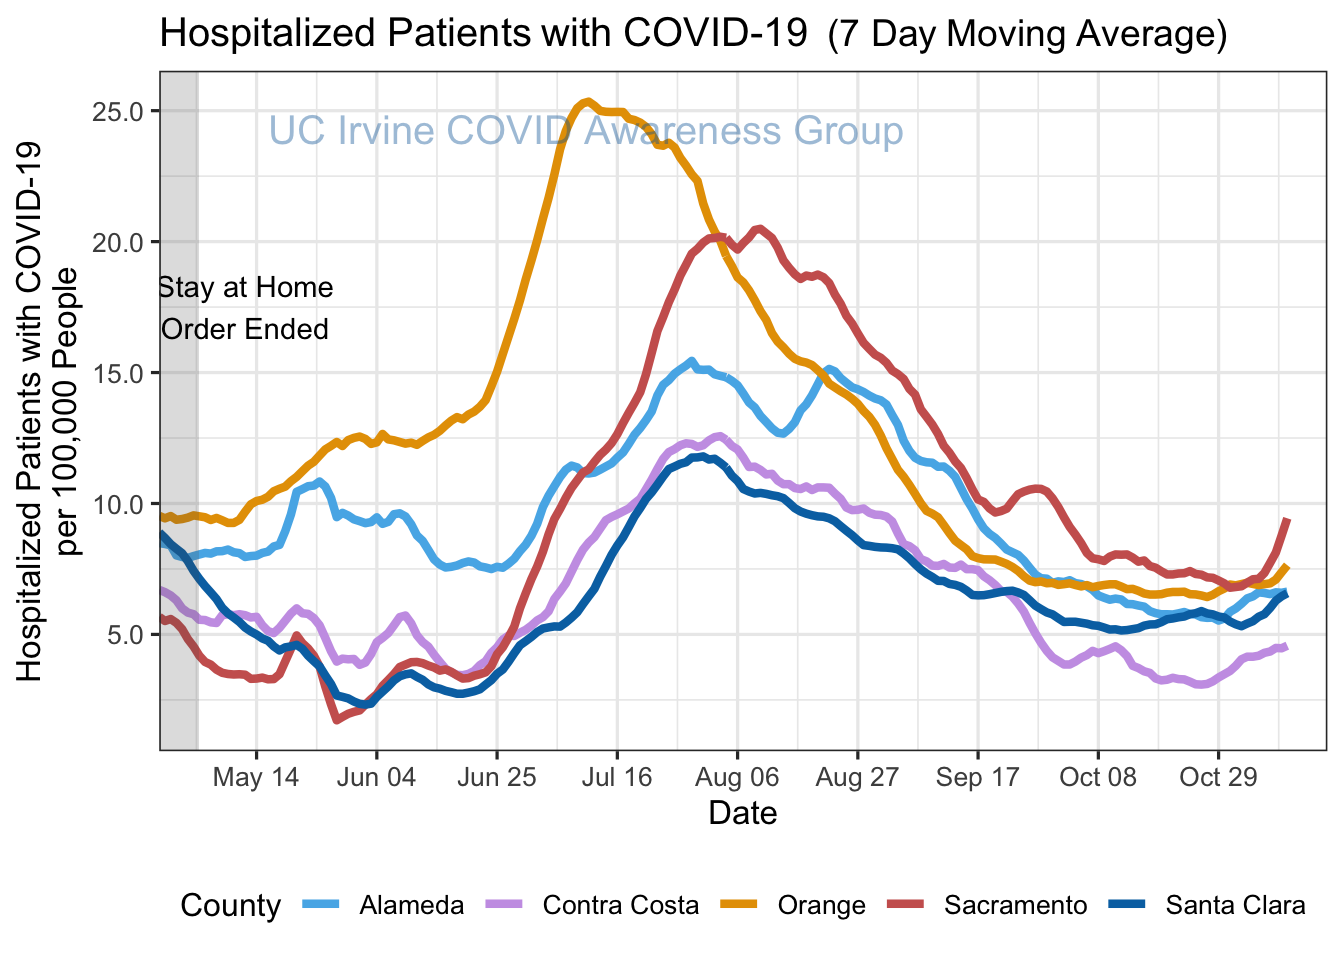 Hospitalized Patients with COVID-19 (7 Day Moving Average)
Hospitalized Patients with COVID-19
per 100,000 People
25.0
20.0
15.0
10.0
5.0
UC Irvine COVID Awareness Group
Stay at Home
Order Ended
May 14 Jun 04 Jun 25 Jul 16 Aug 06 Aug 27 Sep 17 Oct 08 Oct 29
Date
County Alameda Contra Costa Orange Sacramento Santa Clara